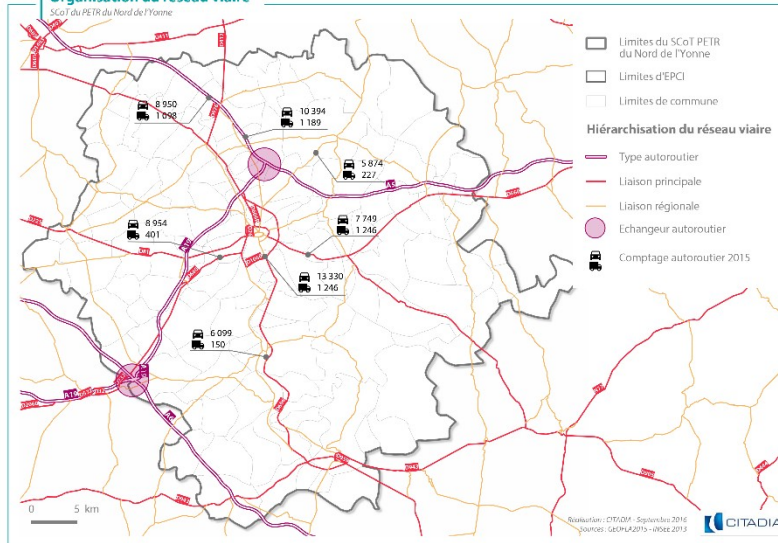 Organisation du réseau viaire
SCoT du PETR du Nord de l'Yonne
Limites du SCoT PETR
du Nord de l'Yonne
Limites d'EPCI
Limites de commune
Hiérarchisation du réseau viaire
Type autoroutier
Liaison principale
Liaison régionale
Echangeur autoroutier
Comptage autoroutier 2015
8 950
1 098
10 394
1 189
5 874
227
A5
8 954
401
7 749
1 246
13 330
1 246
6 099
150
A19
0 5 km
Réalisation : CITADIA - Septembre 2016
Sources : GEOFLA2015 - INSEE 2013
CITADIA